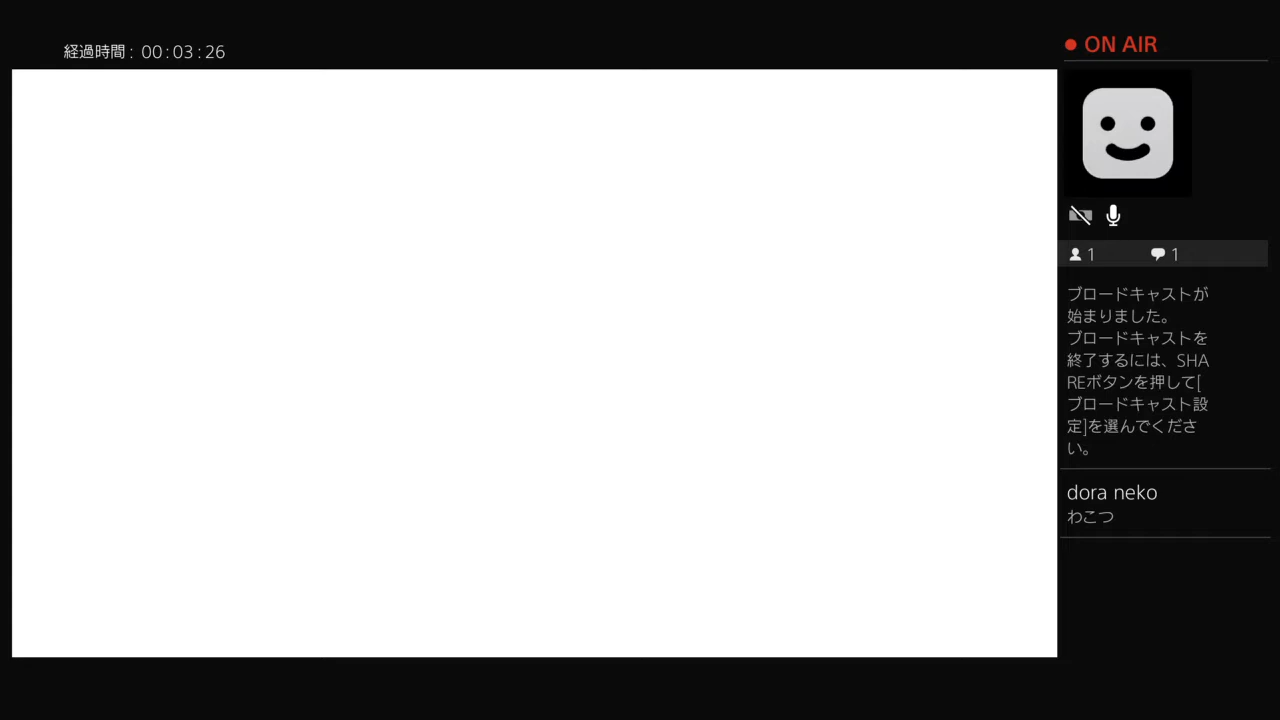 経過時間 : 00:03:26
ON AIR
1
1
ブロードキャストが
始まりました。
ブロードキャストを
終了するには、SHA
REボタンを押して[
ブロードキャスト設
定]を選んでくださ
い。
dora neko
わこつ